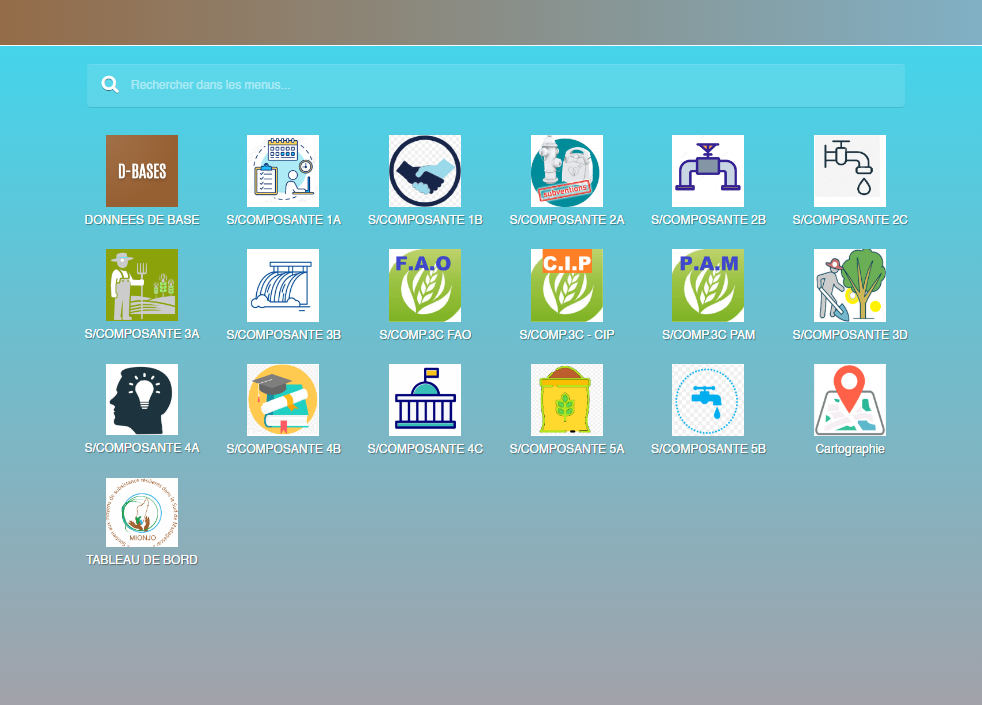 Rechercher dans les menus...
D-BASES
DONNEES DE BASE
S/COMPOSANTE 1A
S/COMPOSANTE 1B
Subventions
S/COMPOSANTE 2A
S/COMPOSANTE 2B
S/COMPOSANTE 2C
S/COMPOSANTE 3A
S/COMPOSANTE 3B
F.A.O
S/COMP.3C FAO
C.I.P
S/COMP.3C - CIP
P.A.M
S/COMP.3C PAM
S/COMPOSANTE 3D
S/COMPOSANTE 4A
S/COMPOSANTE 4B
S/COMPOSANTE 4C
S/COMPOSANTE 5A
S/COMPOSANTE 5B
Cartographie
MIONJO
TABLEAU DE BORD